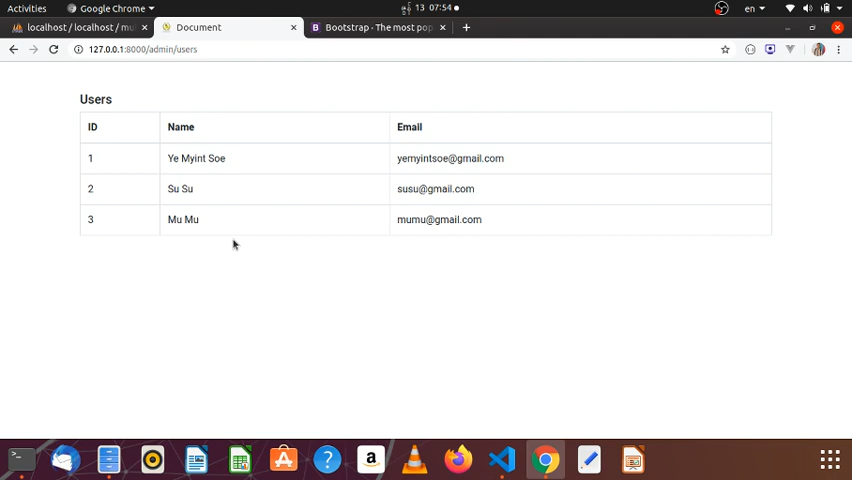 Activities Google Chrome 13 07:54 en
localhost / localhost / mu Document Bootstrap · The most pop
127.0.0.1:8000/admin/users
Users
ID Name Email
1 Ye Myint Soe yemyintsoe@gmail.com
2 Su Su susu@gmail.com
3 Mu Mu mumu@gmail.com